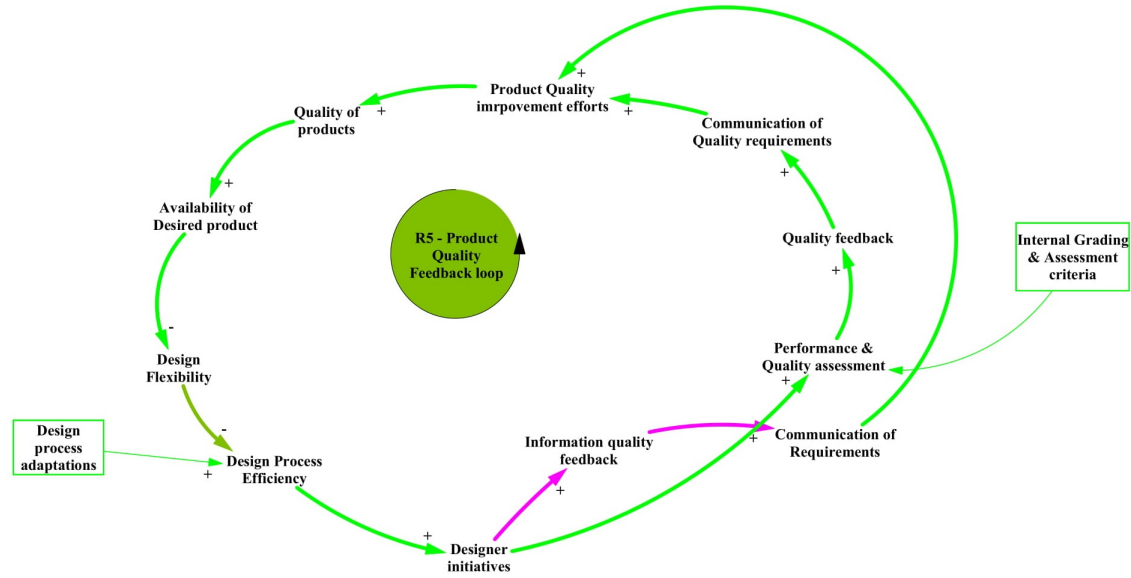 Product Quality
imrpovement efforts
+
+
Quality of
products
+
Communication of
Quality requirements
+
Availability of
Desired product
+
R5 - Product
Quality
Feedback loop
Quality feedback
+
Internal Grading
& Assessment
criteria
-
Design
Flexibility
Performance &
Quality assessment
+
-
Design
process
adaptations
+
Design Process
Efficiency
Information quality
feedback
+
+
Communication of
Requirements
+
Designer
initiatives